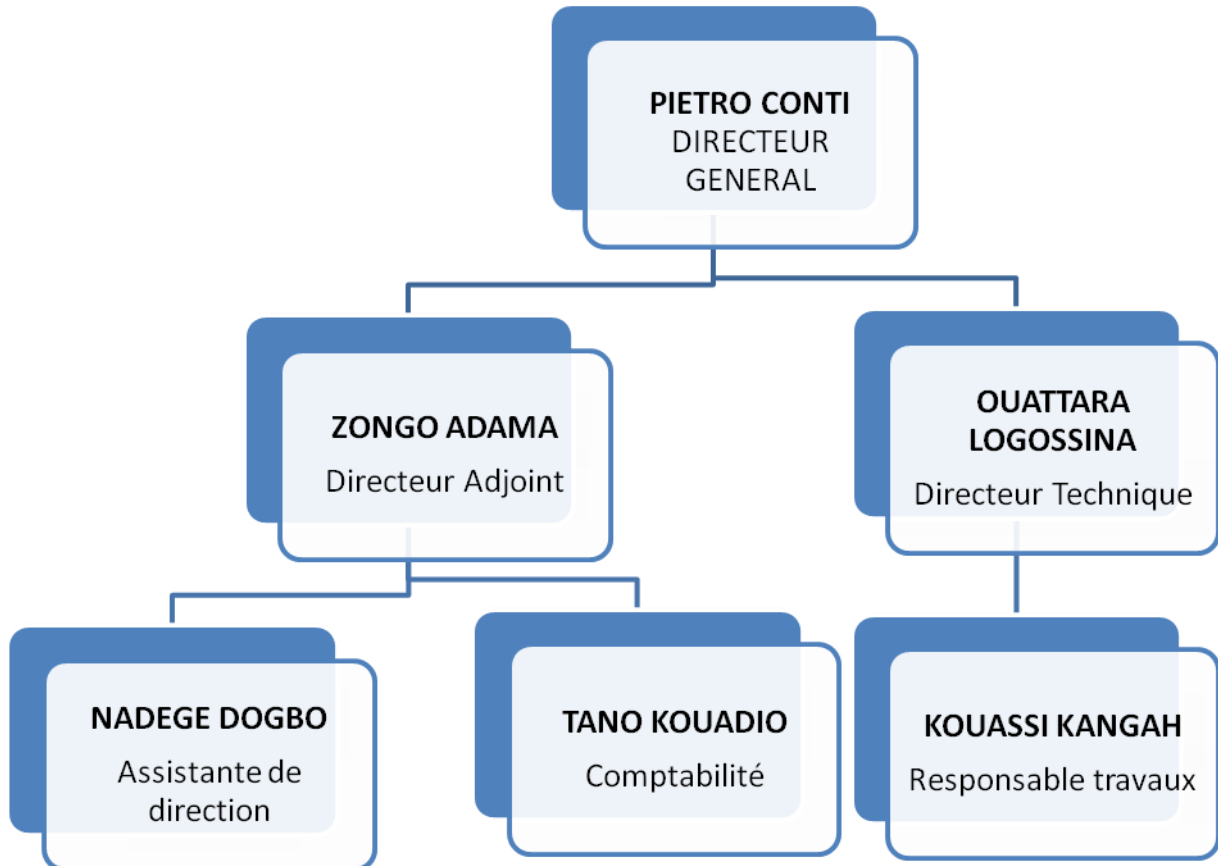 PIETRO CONTI
DIRECTEUR
GENERAL
ZONGO ADAMA
Directeur Adjoint
OUATTARA
LOGOSSINA
Directeur Technique
NADEGE DOGBO
Assistante de
direction
TANO KOUADIO
Comptabilité
KOUASSI KANGAH
Responsable travaux